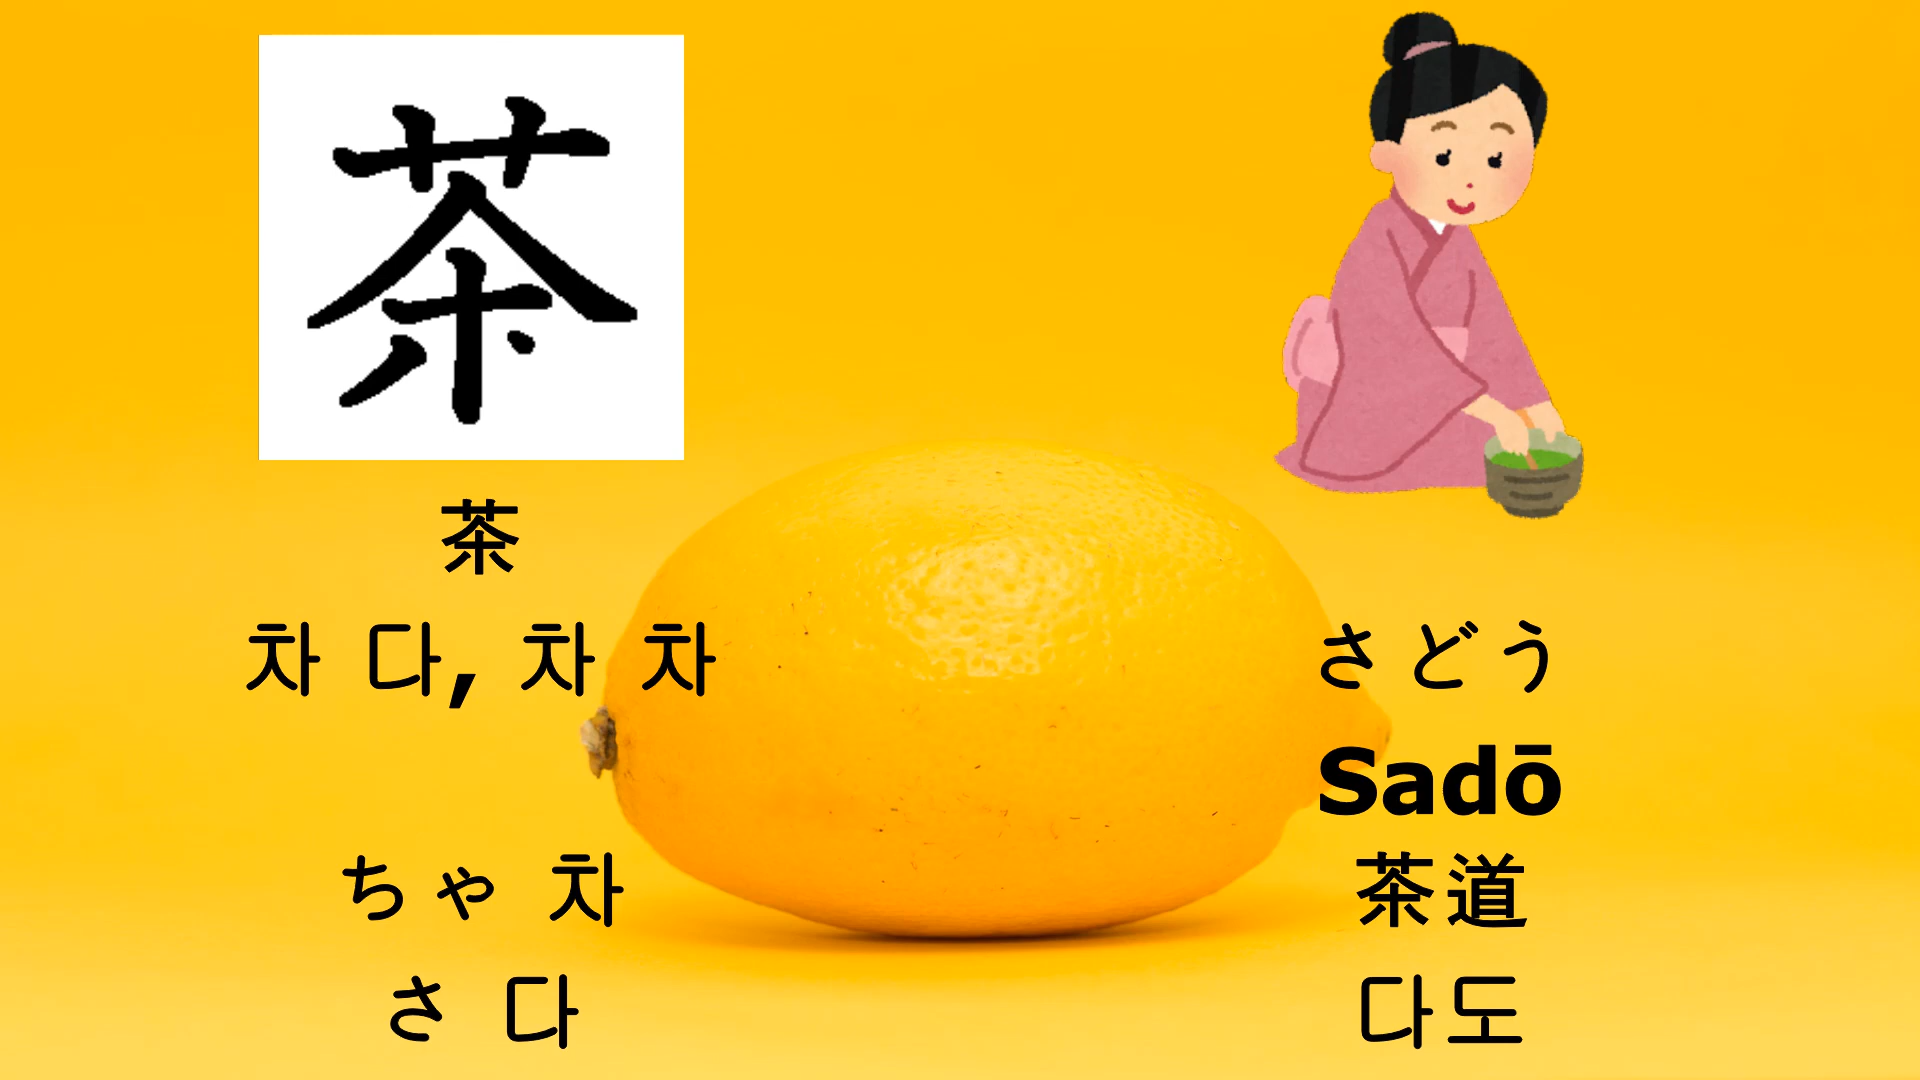 茶
茶
차 다, 차 차
ちゃ 차
さ 다
さどう
Sadō
茶道
다도